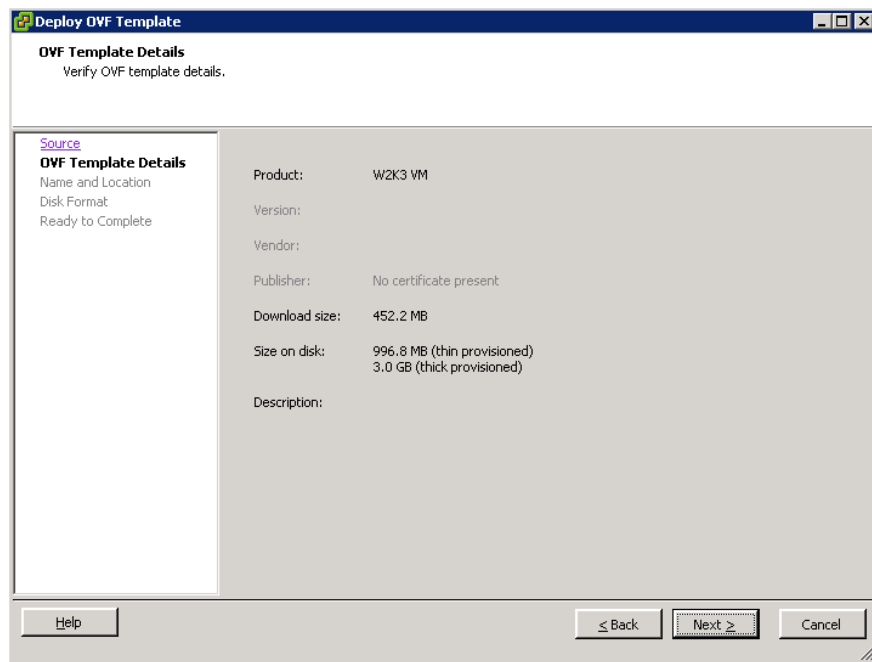 Deploy OVF Template
OVF Template Details
Verify OVF template details.
Source
OVF Template Details
Name and Location
Disk Format
Ready to Complete
Product: W2K3 VM
Version:
Vendor:
Publisher: No certificate present
Download size: 452.2 MB
Size on disk: 996.8 MB (thin provisioned)
3.0 GB (thick provisioned)
Description:
Help
< Back
Next >
Cancel